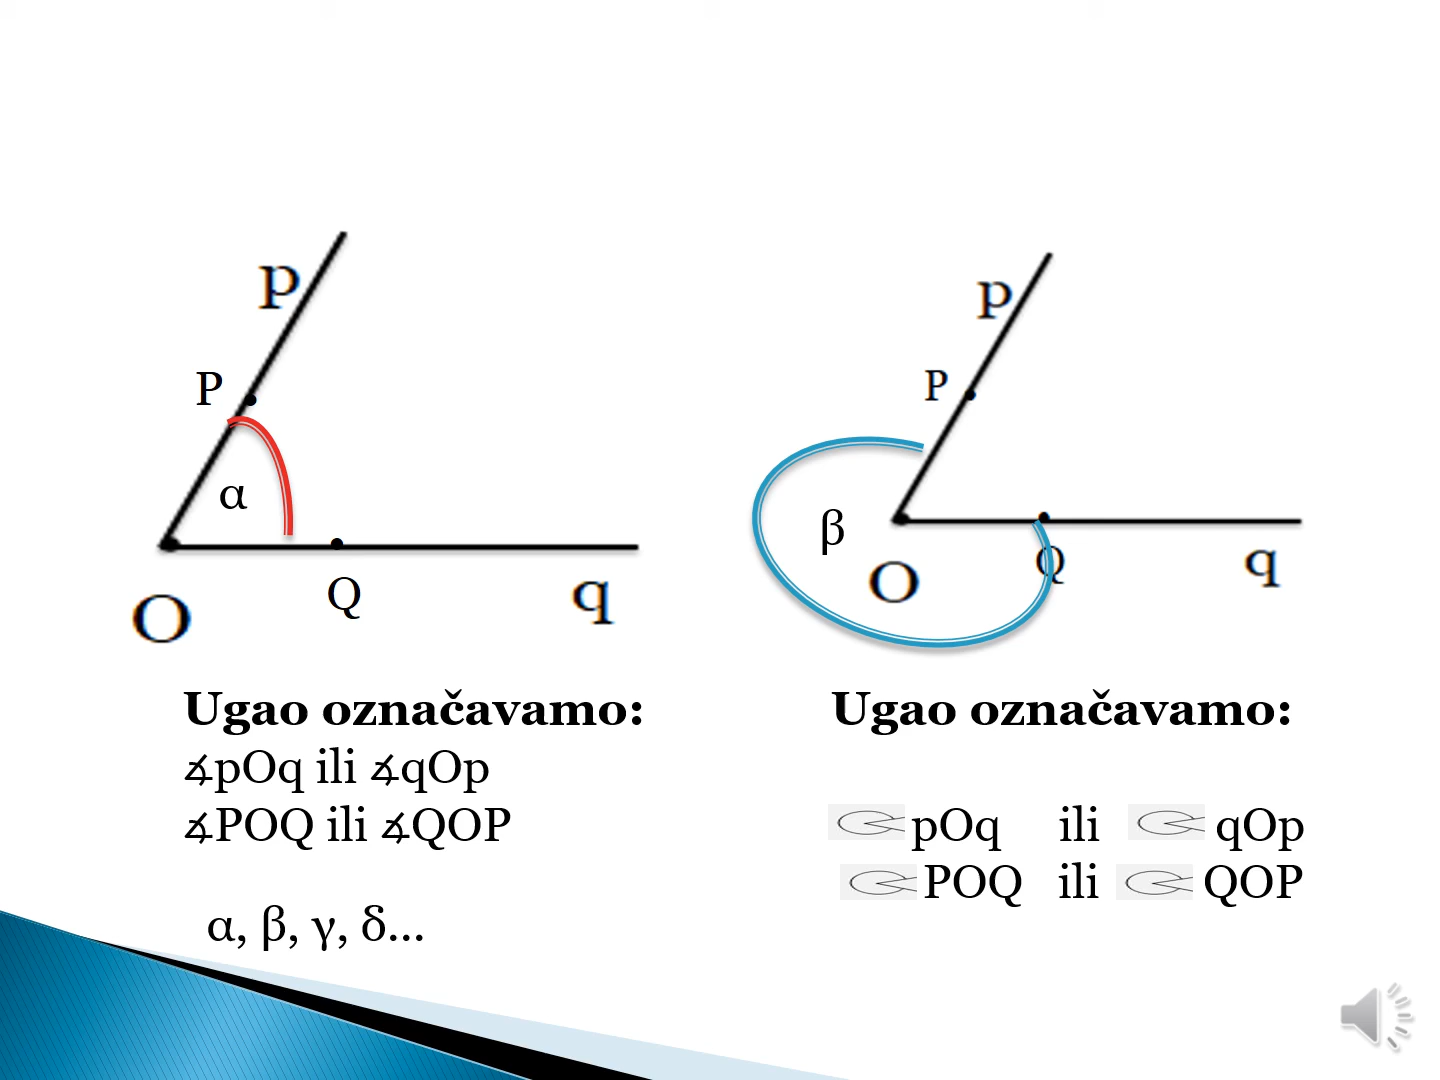 p
P
α
O
Q
q
p
P
β
O
Q
q
Ugao označavamo:
∡pOq ili ∡qOp
∡POQ ili ∡QOP
α, β, γ, δ...
Ugao označavamo:
pOq ili qOp
POQ ili QOP